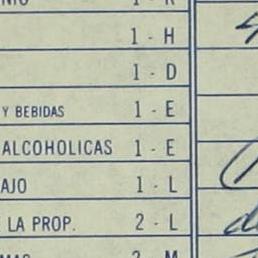 1 - H
1 - D
Y BEBIDAS 1 - E
ALCOHOLICAS 1 - E
AJO 1 - L
LA PROP. 2 - L